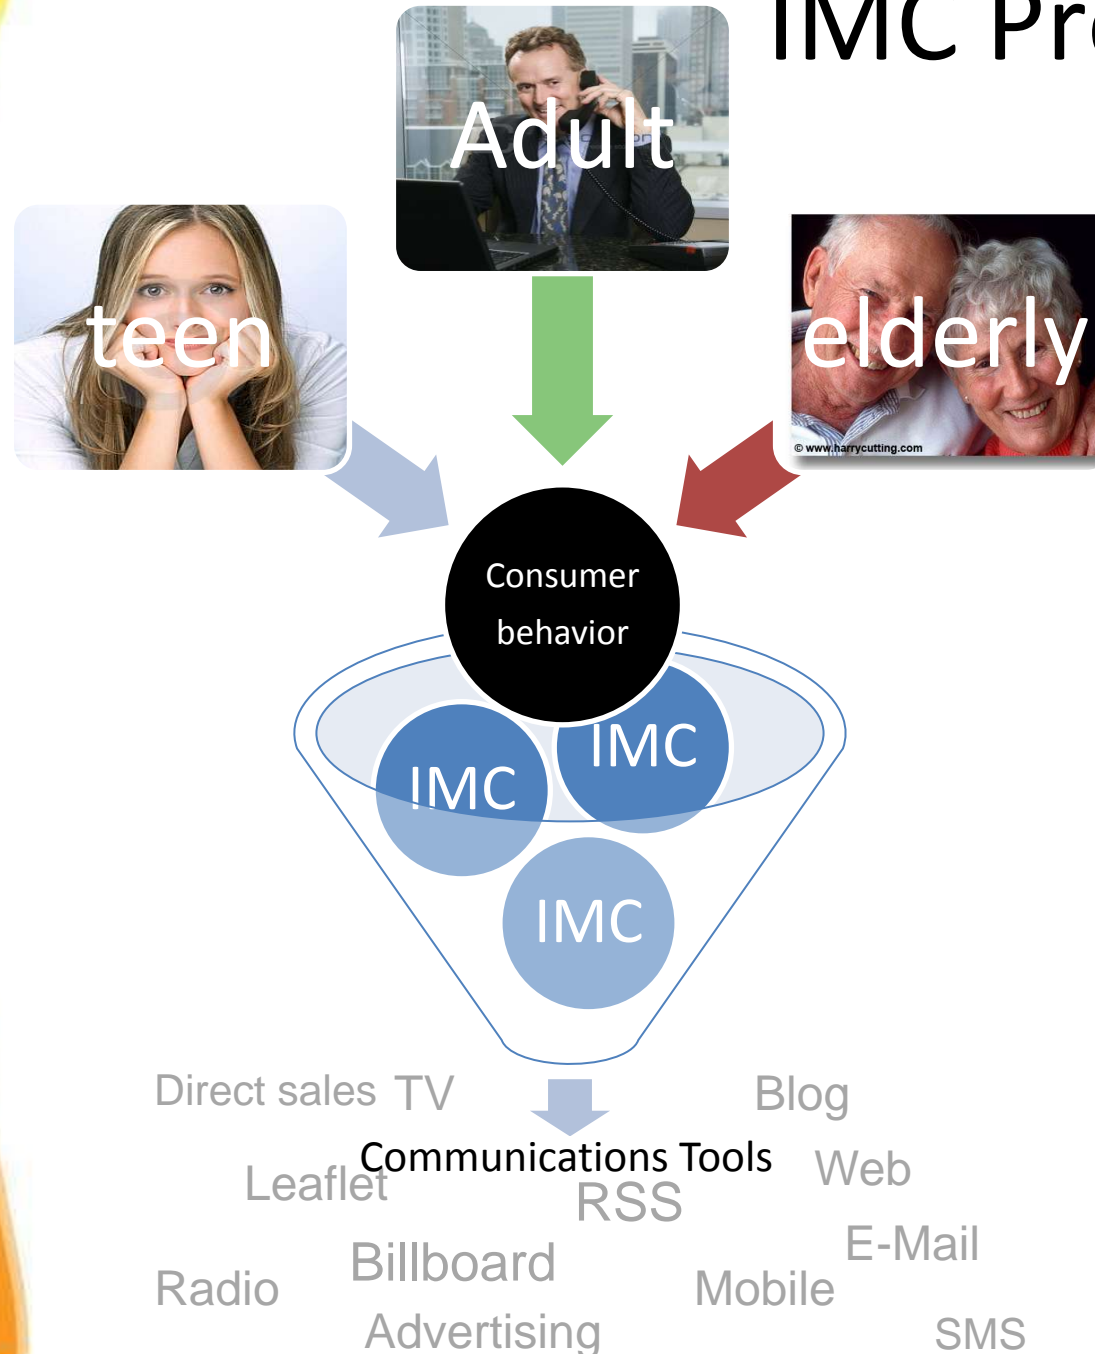 IMC Pr
Adult
teen
elderly
© www.harrycutting.com
Consumer
behavior
IMC
IMC
IMC
Direct sales TV Blog
Communications Tools
Leaflet RSS Web
Billboard E-Mail
Radio Mobile
Advertising SMS